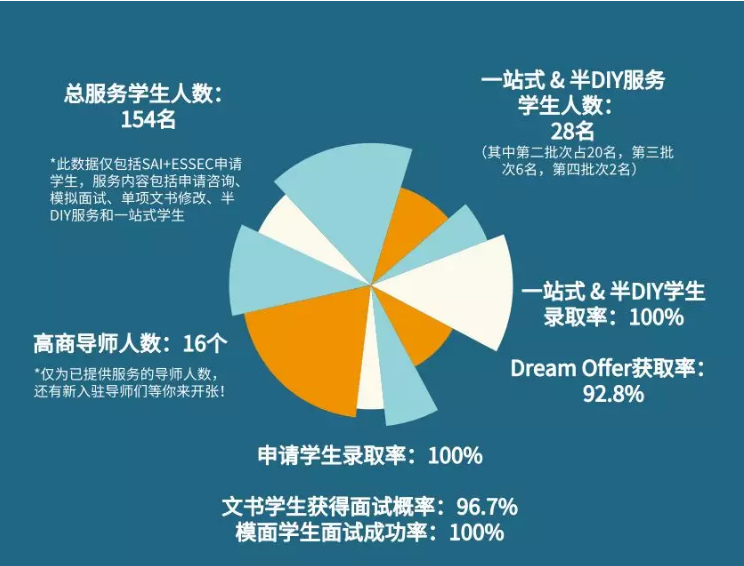 总服务学生人数：
154名
*此数据仅包括SAI+ESSEC申请
学生，服务内容包括申请咨询、
模拟面试、单项文书修改、半
DIY服务和一站式学生
一站式 & 半DIY服务
学生人数：
28名
（其中第二批次占20名，第三批
次6名，第四批次2名）
一站式 & 半DIY学生
录取率：100%
Dream Offer获取率：
92.8%
高商导师人数：16个
*仅为已提供服务的导师人数，
还有新入驻导师们等你来开张！
申请学生录取率：100%
文书学生获得面试概率：96.7%
模面学生面试成功率：100%